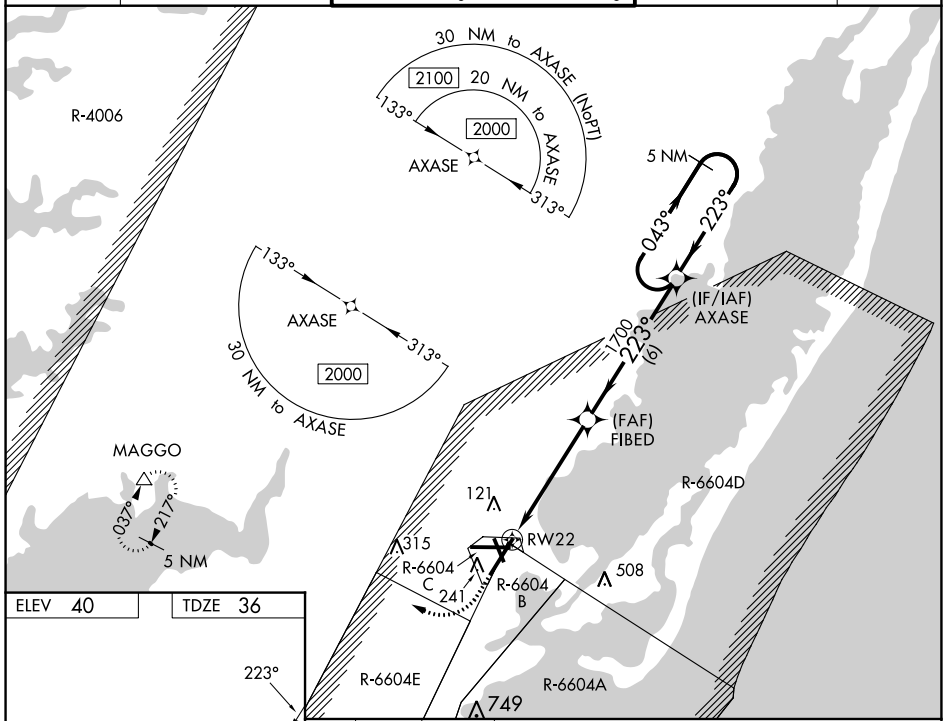 30 NM to AXASE (NoPT)
2100
20 NM to AXASE
2000
133°
AXASE
313°
R-4006
5 NM
043°
223°
(IF/IAF)
AXASE
133°
AXASE
313°
2000
30 NM to AXASE
1700
223°
(6)
(FAF)
FIBED
MAGGO
037°
217°
5 NM
R-6604D
121
RW22
315
R-6604
C
241
R-6604
B
508
ELEV 40
TDZE 36
223°
R-6604E
R-6604A
749